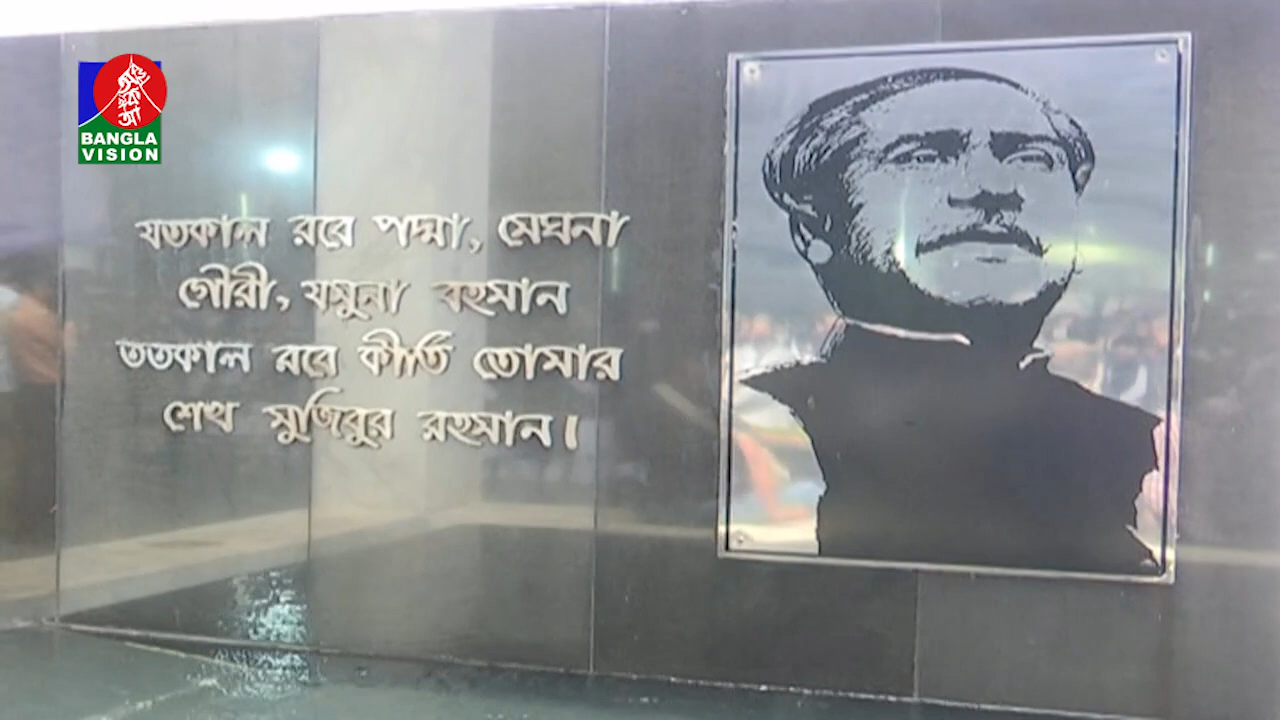 BANGLA
VISION
যতকাল রবে পদ্মা, মেঘনা
গৌরী, যমুনা বহমান
ততকাল রবে কীর্তি তোমার
শেখ মুজিবুর রহমান।